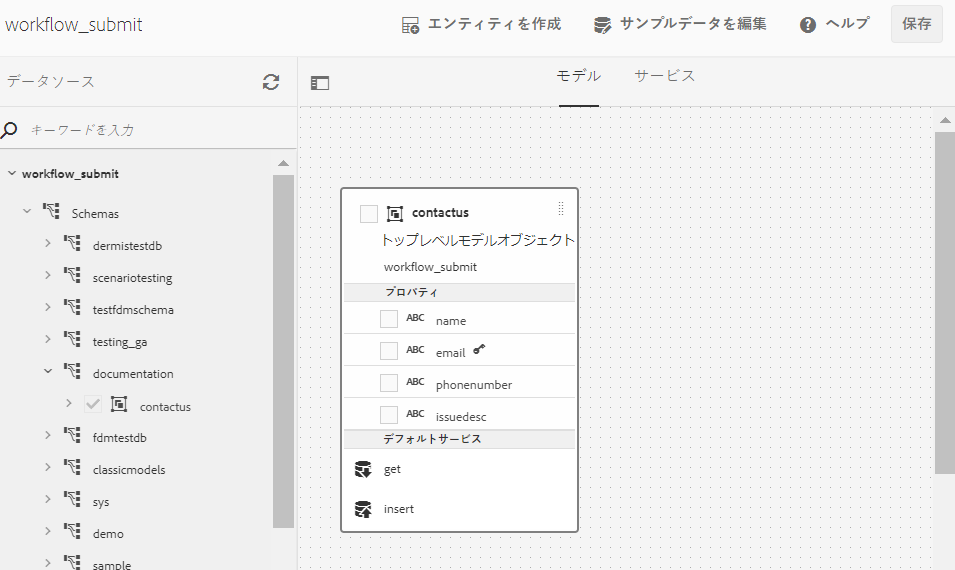 workflow_submit
エンティティを作成
サンプルデータを編集
ヘルプ
保存
データソース
モデル
サービス
キーワードを入力
workflow_submit
Schemas
dermistestdb
scenariotesting
testfdmschema
testing_ga
documentation
contactus
fdmtestdb
classicmodels
sys
demo
sample
contactus
トップレベルモデルオブジェクト
workflow_submit
プロパティ
ABC name
ABC email
ABC phonenumber
ABC issuedesc
デフォルトサービス
get
insert